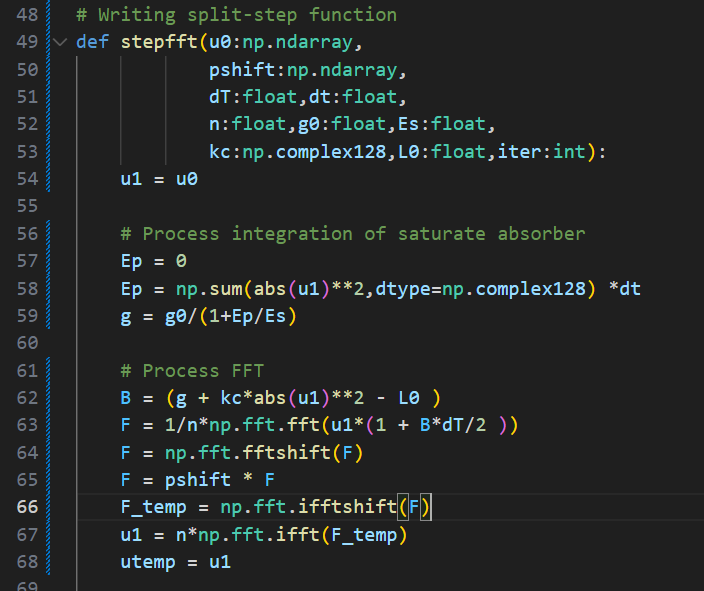 48 # Writing split-step function
49 def stepfft(u0:np.ndarray,
50 pshift:np.ndarray,
51 dT:float,dt:float,
52 n:float,g0:float,Es:float,
53 kc:np.complex128,L0:float,iter:int):
54 u1 = u0
55
56 # Process integration of saturate absorber
57 Ep = 0
58 Ep = np.sum(abs(u1)**2,dtype=np.complex128) *dt
59 g = g0/(1+Ep/Es)
60
61 # Process FFT
62 B = (g + kc*abs(u1)**2 - L0 )
63 F = 1/n*np.fft.fft(u1*(1 + B*dT/2 ))
64 F = np.fft.fftshift(F)
65 F = pshift * F
66 F_temp = np.fft.ifftshift(F)
67 u1 = n*np.fft.ifft(F_temp)
68 utemp = u1
69